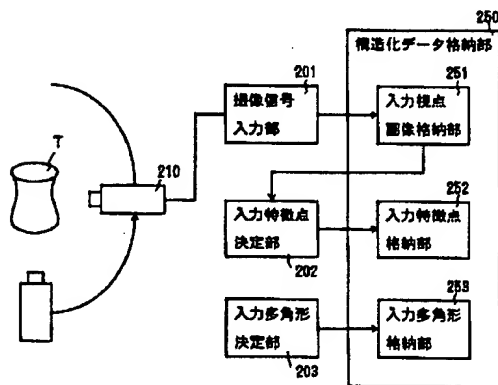 250
構造化データ格納部
201
撮像信号
入力部
251
入力視点
画像格納部
T
210
入力特徴点
決定部
202
252
入力特徴点
格納部
入力多角形
決定部
203
253
入力多角形
格納部